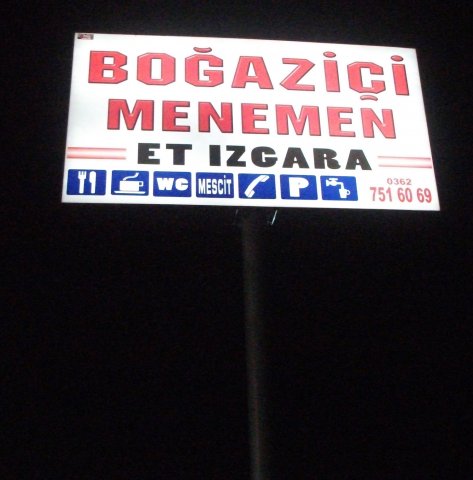 BOĞAZİÇİ
MENEMEN
ET IZGARA
WC MESCİT P
0362
751 60 69